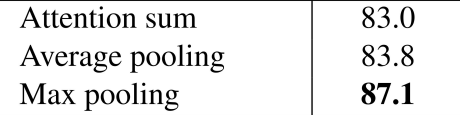 Attention sum 83.0
Average pooling 83.8
Max pooling 87.1